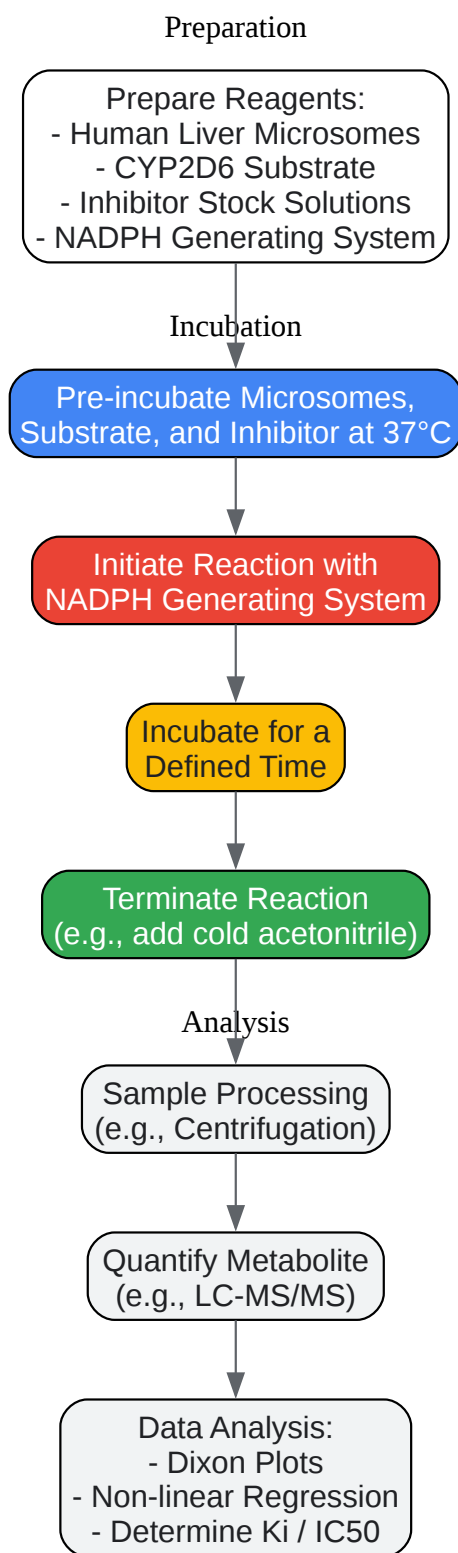 Preparation
Prepare Reagents:
- Human Liver Microsomes
- CYP2D6 Substrate
- Inhibitor Stock Solutions
- NADPH Generating System
Incubation
Pre-incubate Microsomes,
Substrate, and Inhibitor at 37°C
Initiate Reaction with
NADPH Generating System
Incubate for a
Defined Time
Terminate Reaction
(e.g., add cold acetonitrile)
Analysis
Sample Processing
(e.g., Centrifugation)
Quantify Metabolite
(e.g., LC-MS/MS)
Data Analysis:
- Dixon Plots
- Non-linear Regression
- Determine Ki / IC50